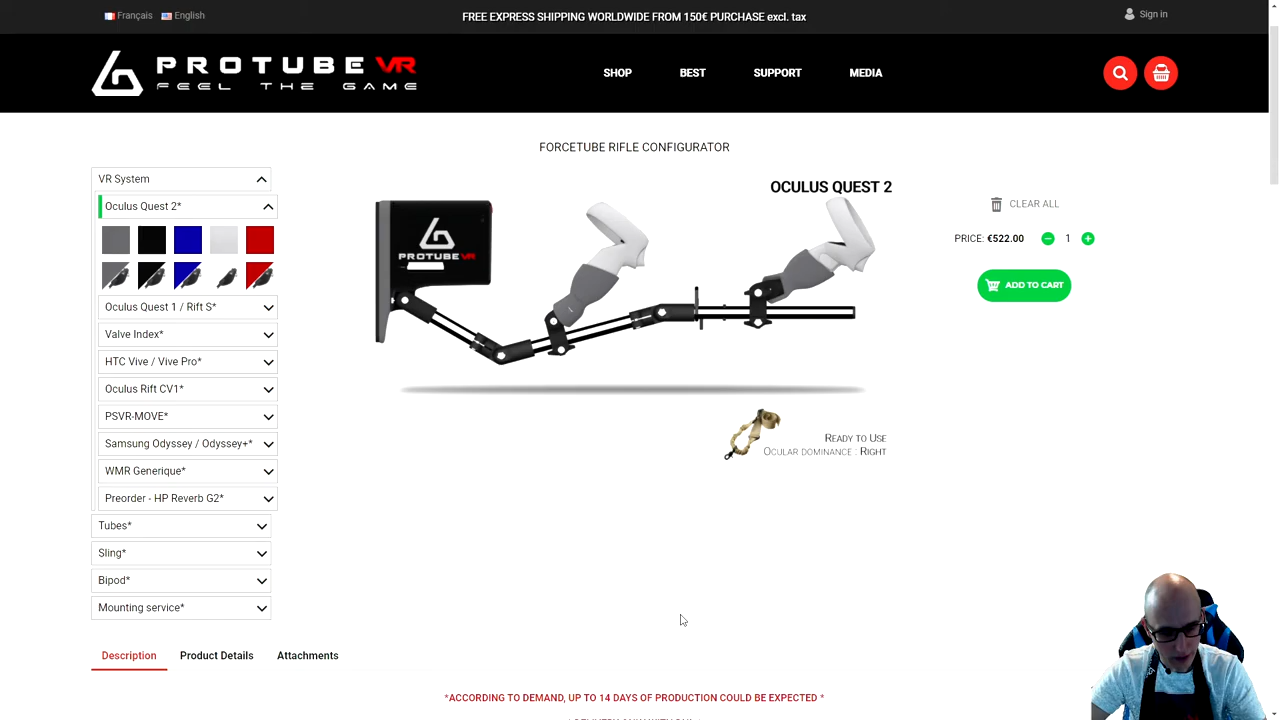 Français
English
FREE EXPRESS SHIPPING WORLDWIDE FROM 150€ PURCHASE excl. tax
Sign in
PROTUBE VR
FEEL THE GAME
SHOP
BEST
SUPPORT
MEDIA
FORCETUBE RIFLE CONFIGURATOR
VR System
Oculus Quest 2*
Oculus Quest 1 / Rift S*
Valve Index*
HTC Vive / Vive Pro*
Oculus Rift CV1*
PSVR-MOVE*
Samsung Odyssey / Odyssey+*
WMR Generique*
Preorder - HP Reverb G2*
Tubes*
Sling*
Bipod*
Mounting service*
OCULUS QUEST 2
PROTUBE VR
READY TO USE
OCULAR DOMINANCE : RIGHT
CLEAR ALL
PRICE: €522.00
1
ADD TO CART
Description
Product Details
Attachments
*ACCORDING TO DEMAND, UP TO 14 DAYS OF PRODUCTION COULD BE EXPECTED *